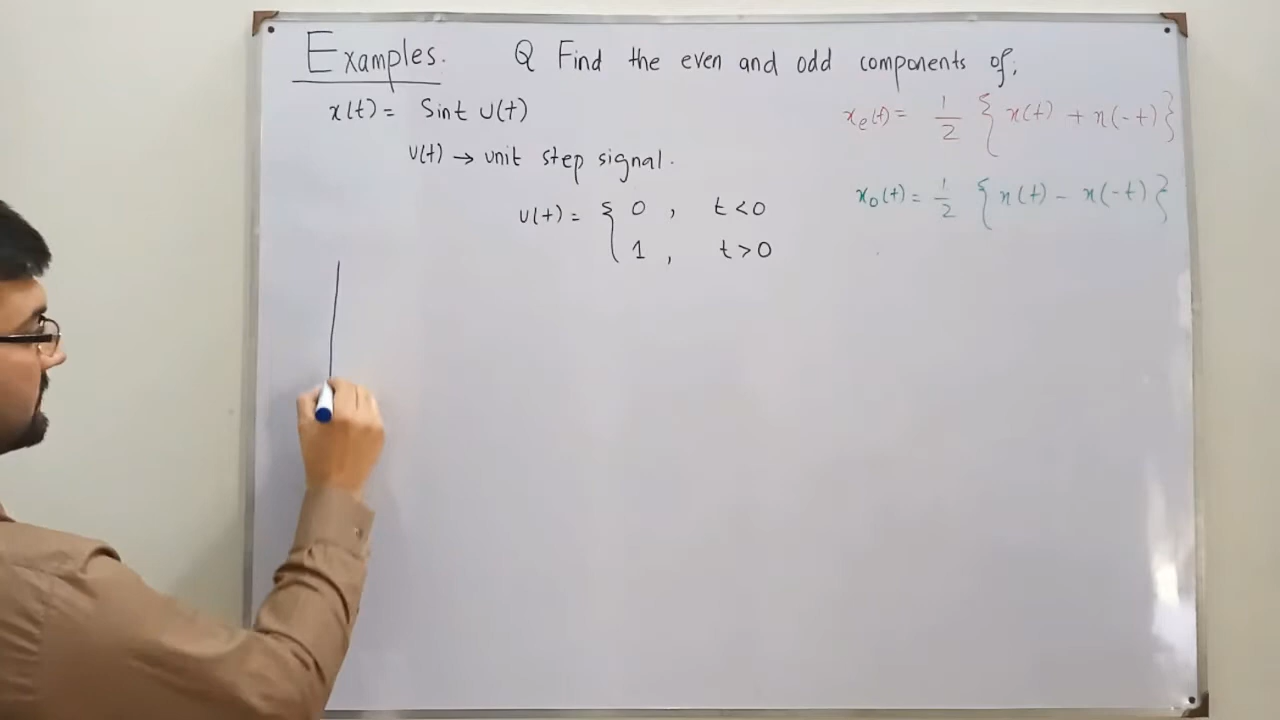 Examples. Q Find the even and odd components of;
x(t) = Sint U(t)
U(t) → unit step signal.
U(t) = { 0 , t < 0
1 , t > 0
xe(t) = 1/2 { x(t) + x(-t) }
xo(t) = 1/2 { x(t) - x(-t) }